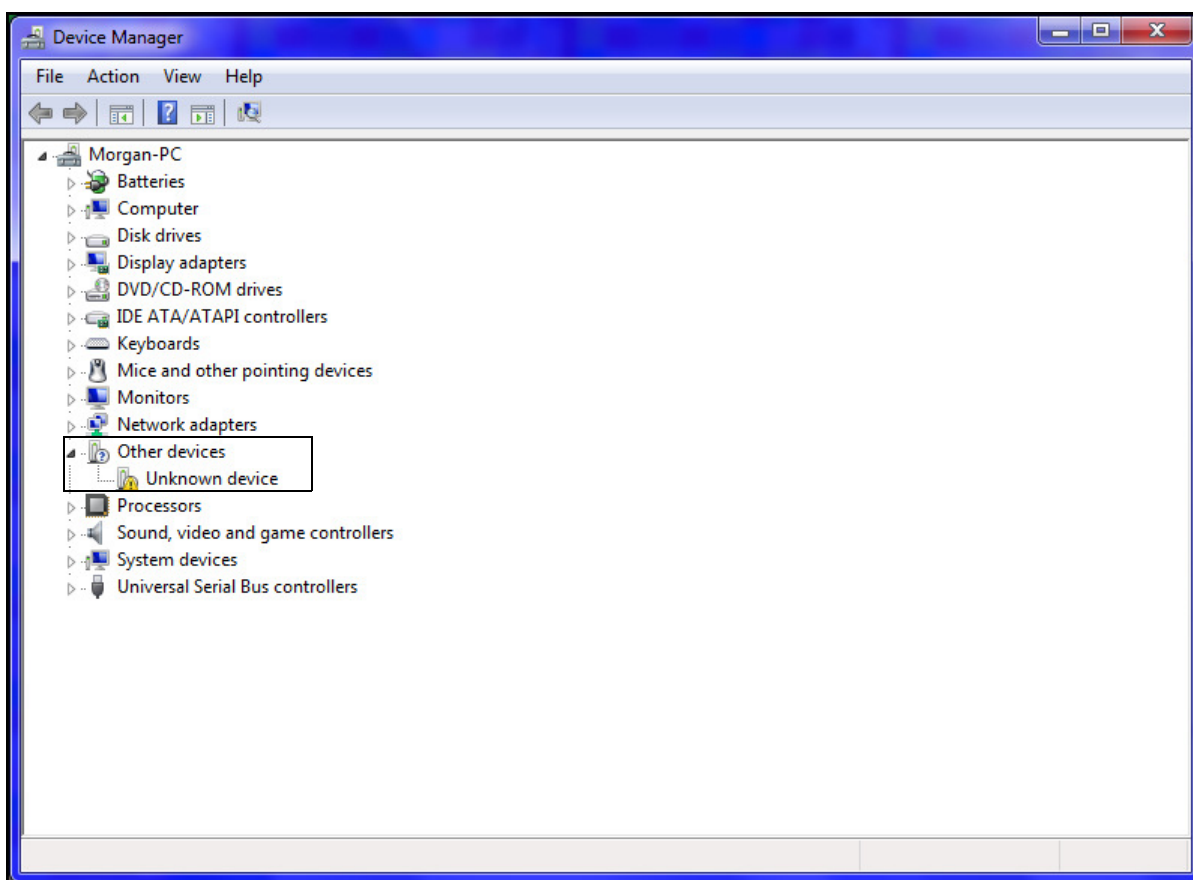 Device Manager
File Action View Help
Morgan-PC
Batteries
Computer
Disk drives
Display adapters
DVD/CD-ROM drives
IDE ATA/ATAPI controllers
Keyboards
Mice and other pointing devices
Monitors
Network adapters
Other devices
Unknown device
Processors
Sound, video and game controllers
System devices
Universal Serial Bus controllers